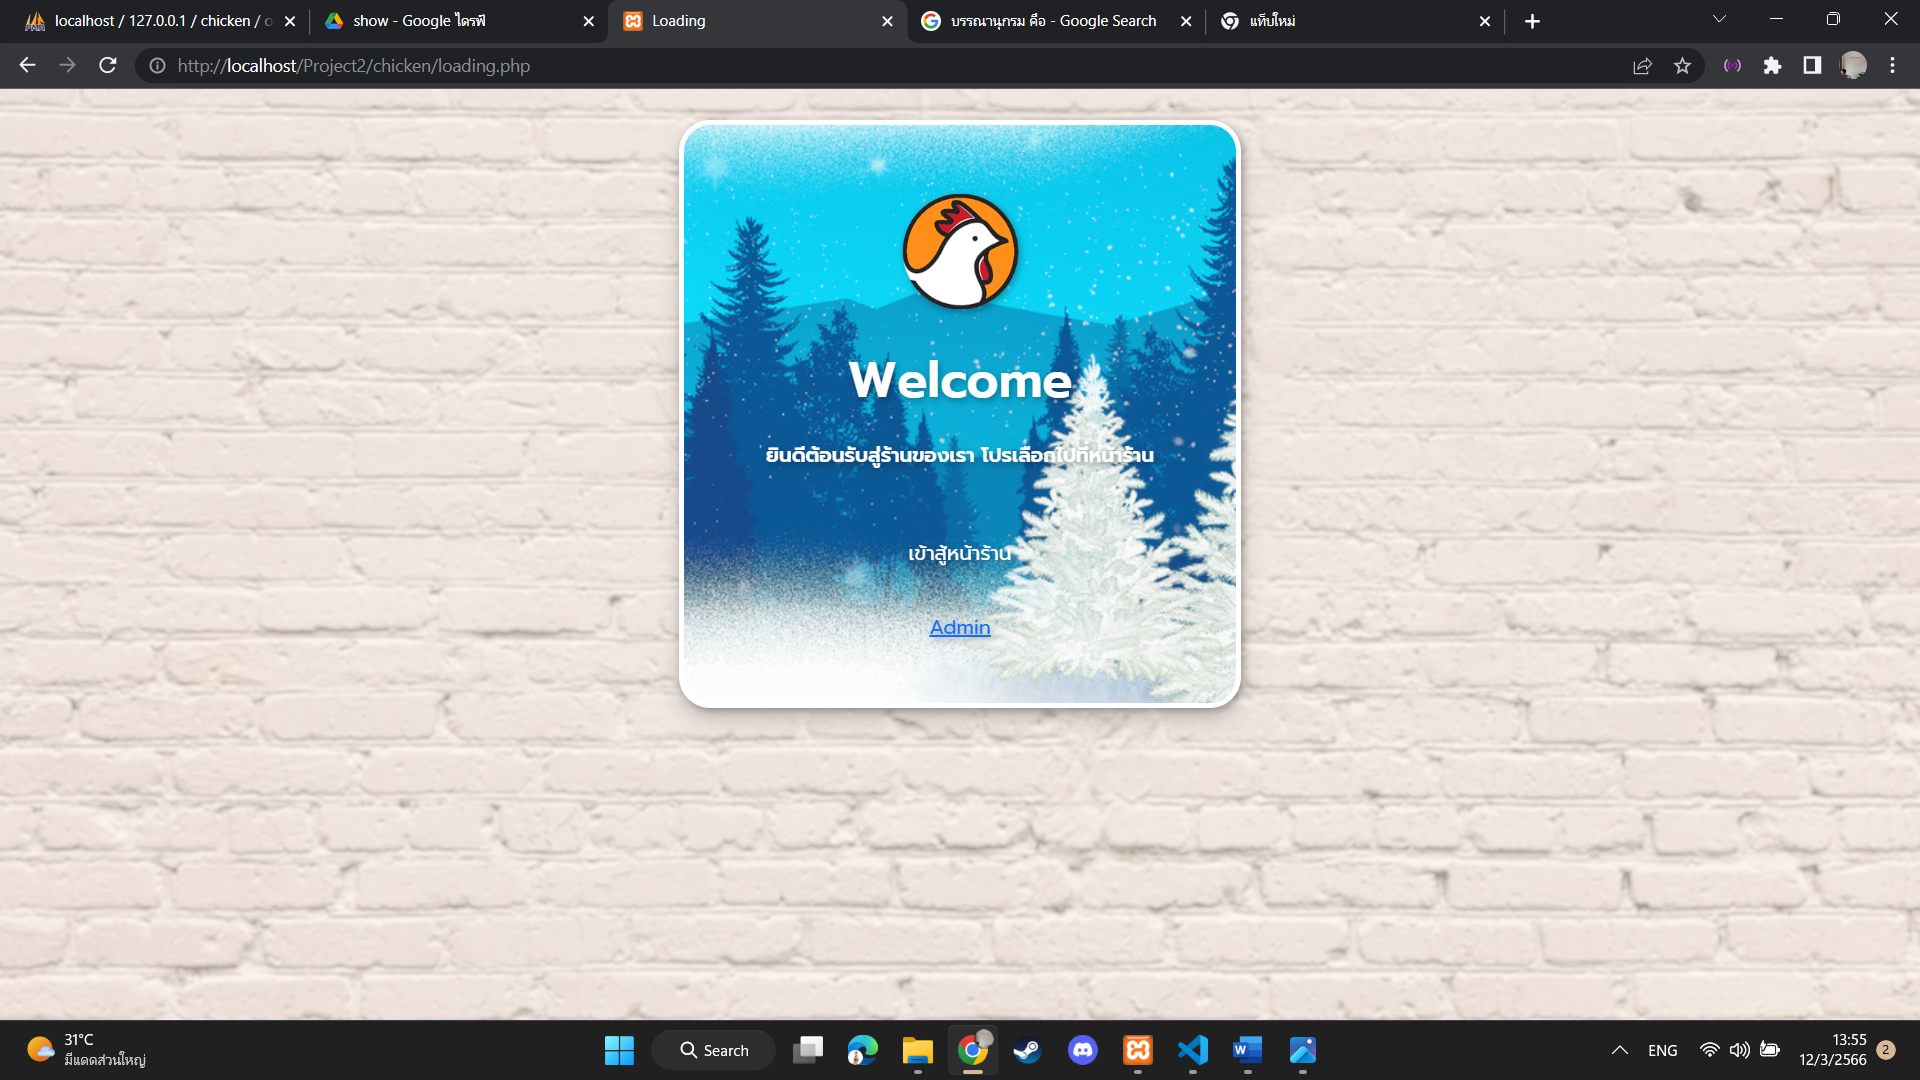 localhost / 127.0.0.1 / chicken / o
show - Google ไดรฟ์
Loading
บรรณานุกรม คือ - Google Search
แท็บใหม่
http://localhost/Project2/chicken/loading.php
Welcome
ยินดีต้อนรับสู่ร้านของเรา โปรเลือกไปที่หน้าร้าน
เข้าสู้หน้าร้าน
Admin
31°C
มีแดดส่วนใหญ่
Search
ENG
13:55
12/3/2566
2